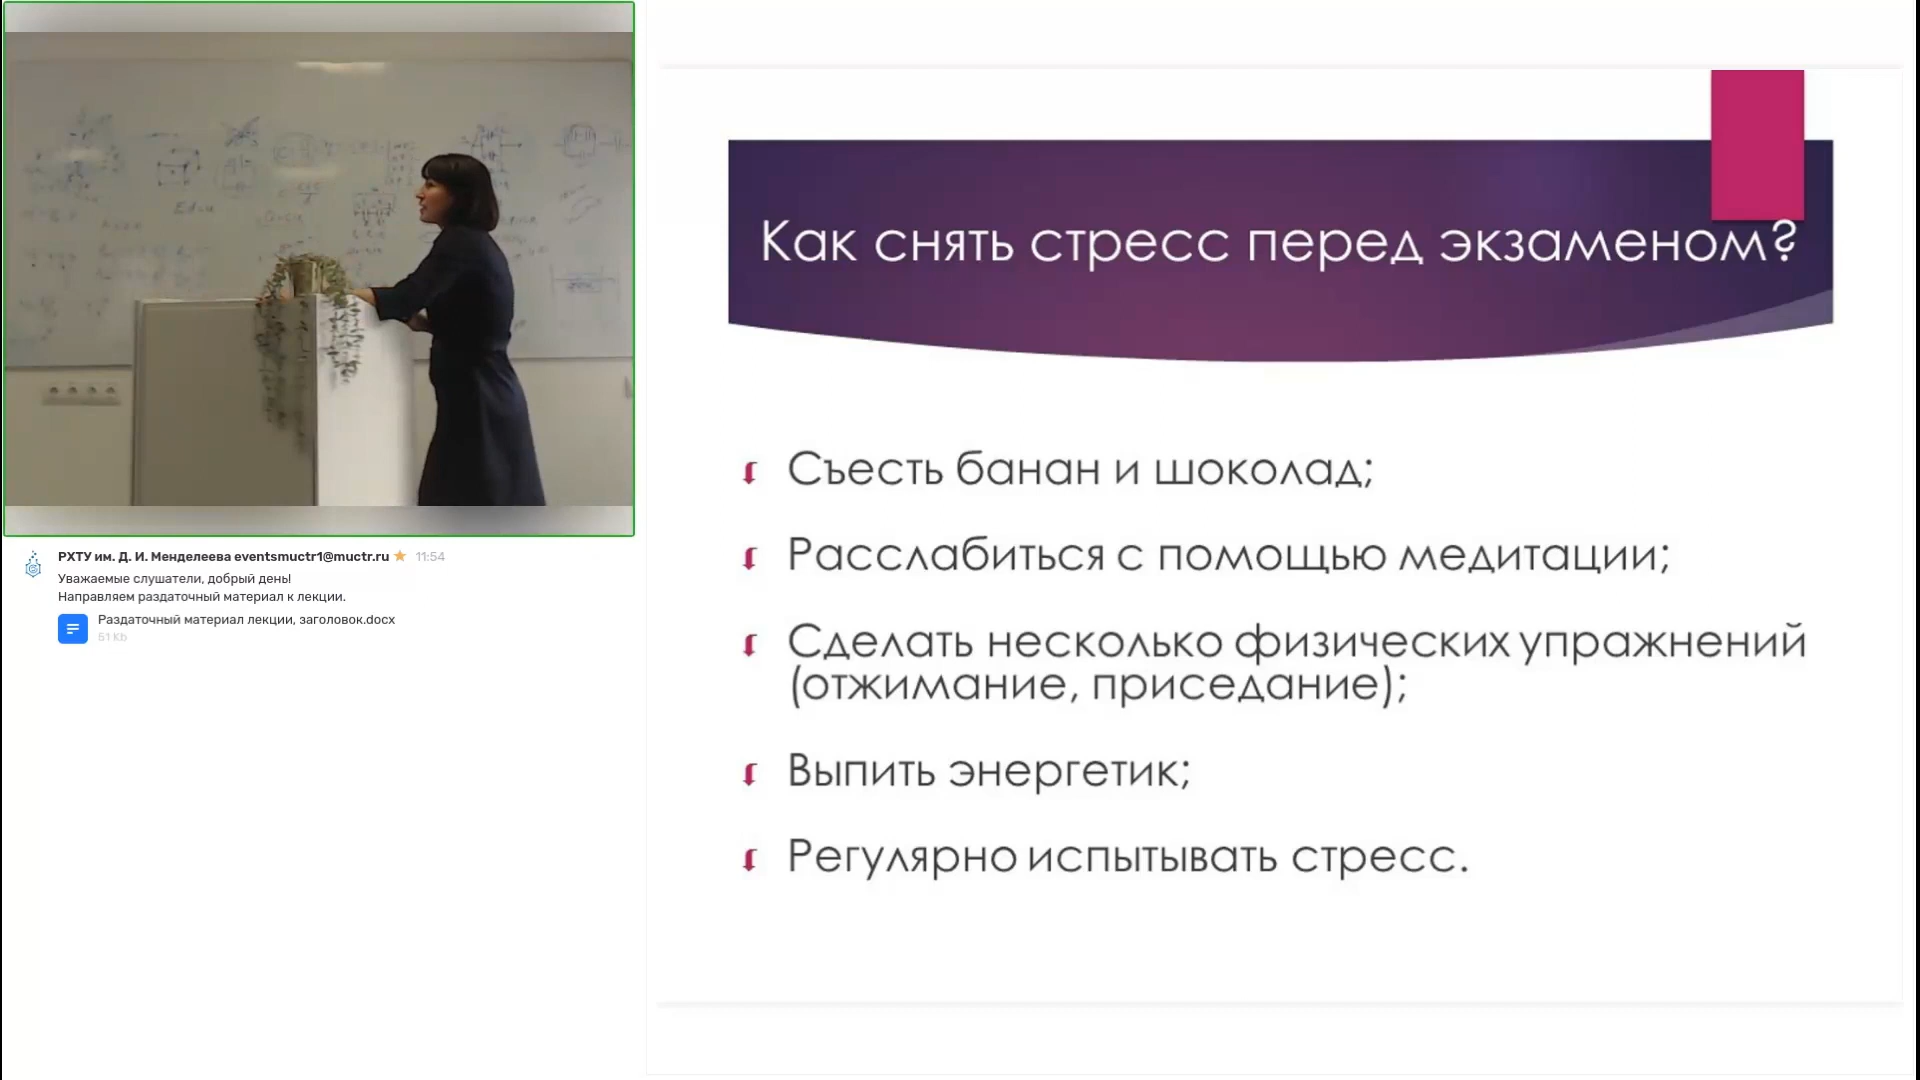 РХТУ им. Д. И. Менделеева eventsmuctr1@muctr.ru 11:54
Уважаемые слушатели, добрый день!
Направляем раздаточный материал к лекции.
Раздаточный материал лекции, заголовок.docx
51 Kb
Как снять стресс перед экзаменом?
Съесть банан и шоколад;
Расслабиться с помощью медитации;
Сделать несколько физических упражнений
(отжимание, приседание);
Выпить энергетик;
Регулярно испытывать стресс.